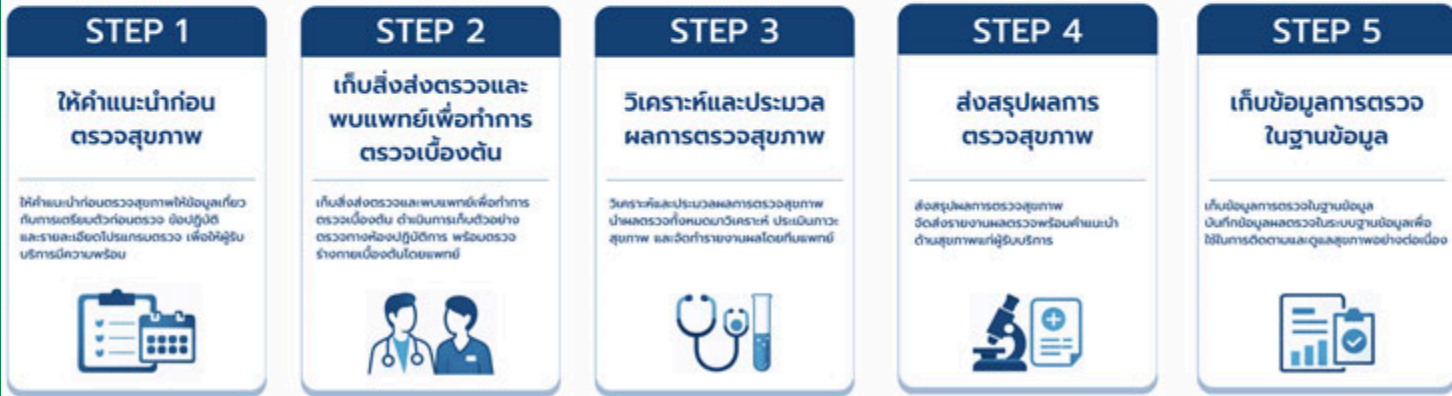 STEP 1
ให้คำแนะนำก่อน
ตรวจสุขภาพ
ให้คำแนะนำก่อนตรวจสุขภาพให้ข้อมูลเกี่ยว
กับการเตรียมตัวก่อนตรวจ ข้อปฏิบัติ
และรายละเอียดโปรแกรมตรวจ เพื่อให้ผู้รับ
บริการมีความพร้อม
STEP 2
เก็บสิ่งส่งตรวจและ
พบแพทย์เพื่อทำการ
ตรวจเบื้องต้น
เก็บสิ่งส่งตรวจและพบแพทย์เพื่อทำการ
ตรวจเบื้องต้น ดำเนินการเก็บตัวอย่าง
ตรวจทางห้องปฏิบัติการ พร้อมตรวจ
ร่างกายเบื้องต้นโดยแพทย์
STEP 3
วิเคราะห์และประมวล
ผลการตรวจสุขภาพ
วิเคราะห์และประมวลผลการตรวจสุขภาพ
นำผลตรวจทั้งหมดมาวิเคราะห์ ประเมินภาวะ
สุขภาพ และจัดทำรายงานผลโดยทีมแพทย์
STEP 4
ส่งสรุปผลการ
ตรวจสุขภาพ
ส่งสรุปผลการตรวจสุขภาพ
จัดส่งรายงานผลตรวจพร้อมคำแนะนำ
ด้านสุขภาพแก่ผู้รับบริการ
STEP 5
เก็บข้อมูลการตรวจ
ในฐานข้อมูล
เก็บข้อมูลการตรวจในฐานข้อมูล
บันทึกข้อมูลผลตรวจในระบบฐานข้อมูลเพื่อ
ใช้ในการติดตามและดูแลสุขภาพอย่างต่อเนื่อง